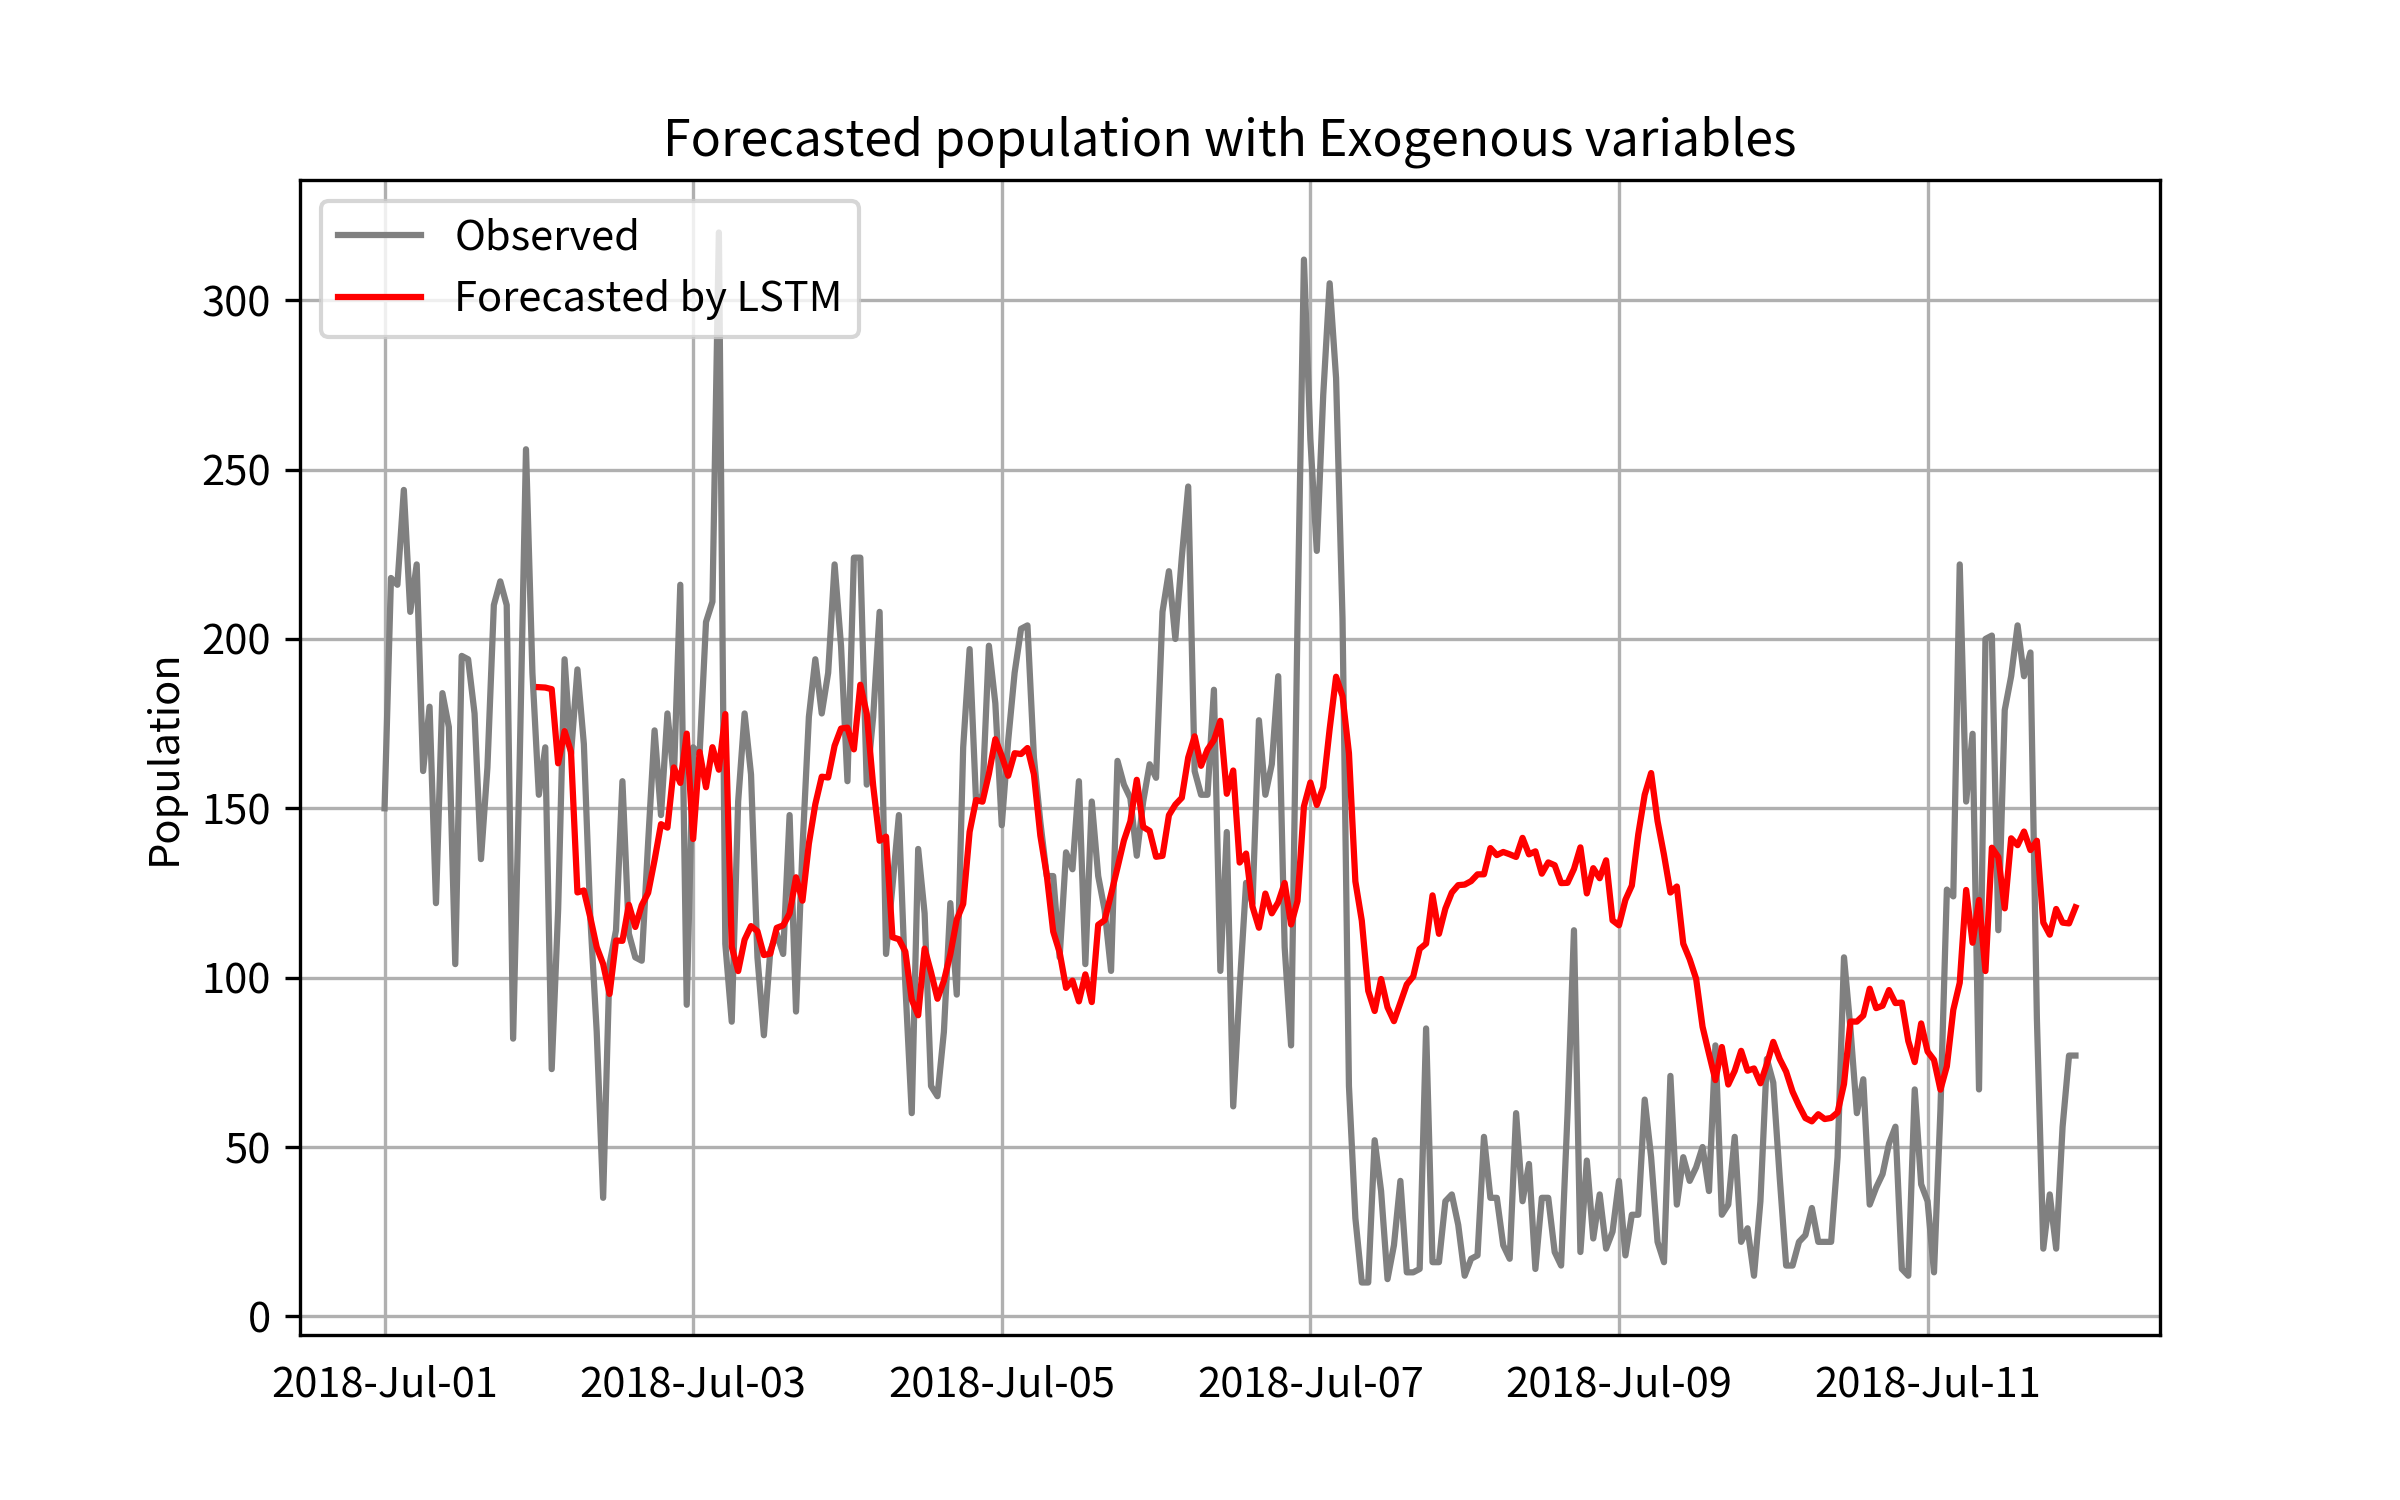 Forecasted population with Exogenous variables
Observed
Forecasted by LSTM
Population
300
250
200
150
100
50
0
2018-Jul-01 2018-Jul-03 2018-Jul-05 2018-Jul-07 2018-Jul-09 2018-Jul-11